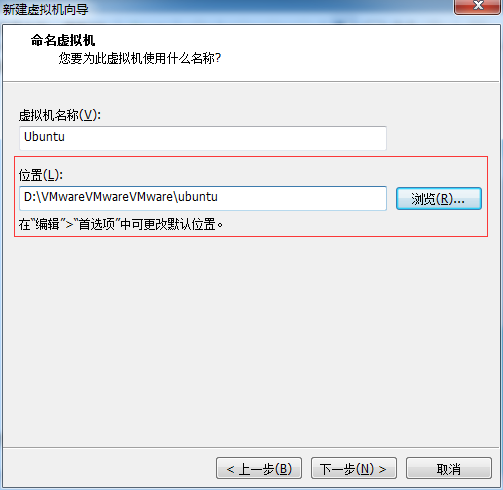 新建虚拟机向导
命名虚拟机
您要为此虚拟机使用什么名称?
虚拟机名称(V):
Ubuntu
位置(L):
D:\VMwareVMwareVMware\ubuntu
浏览(R)...
在“编辑”>“首选项”中可更改默认位置。
< 上一步(B)
下一步(N) >
取消